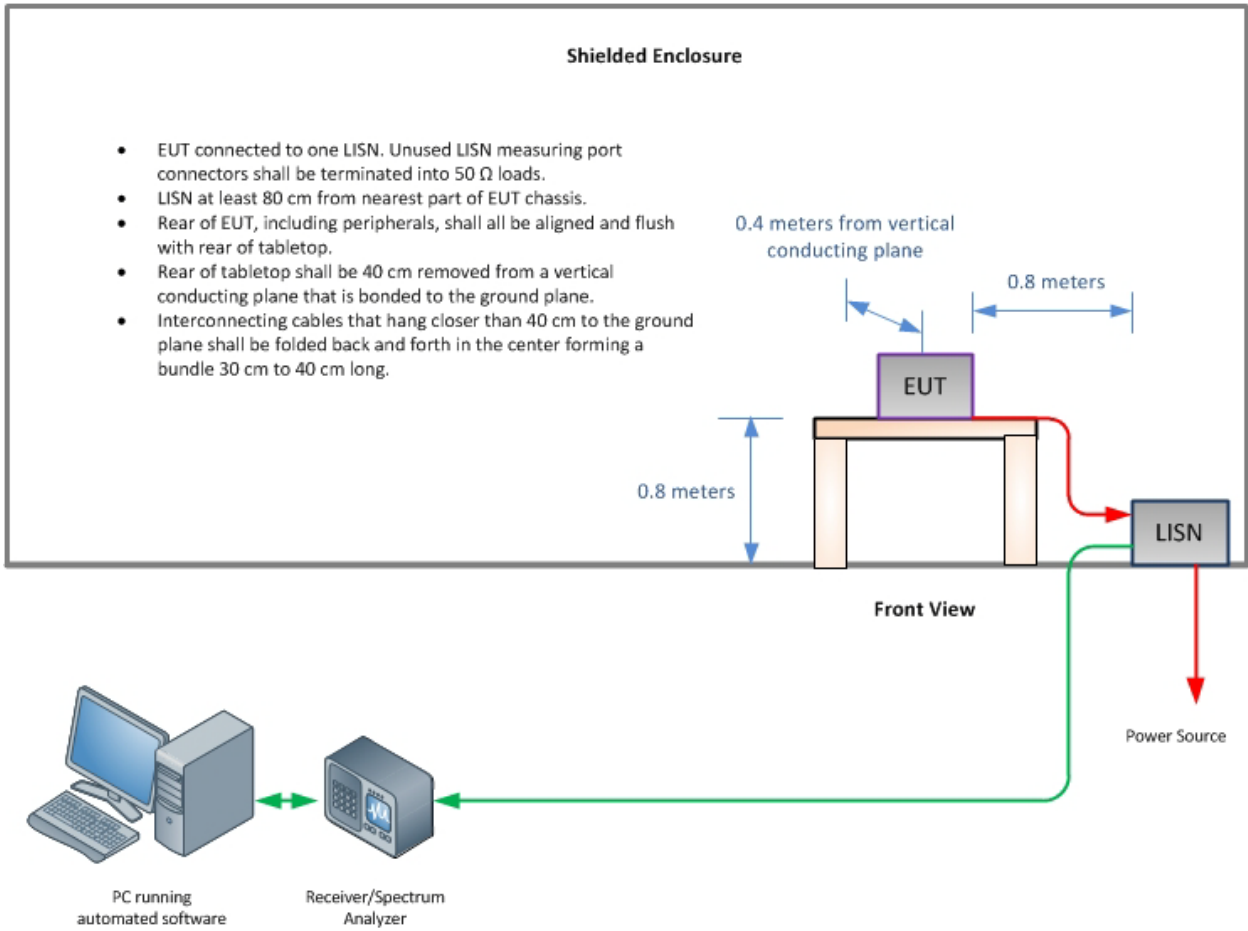 Shielded Enclosure
• EUT connected to one LISN. Unused LISN measuring port
connectors shall be terminated into 50 Ω loads.
• LISN at least 80 cm from nearest part of EUT chassis.
• Rear of EUT, including peripherals, shall all be aligned and flush
with rear of tabletop.
• Rear of tabletop shall be 40 cm removed from a vertical
conducting plane that is bonded to the ground plane.
• Interconnecting cables that hang closer than 40 cm to the ground
plane shall be folded back and forth in the center forming a
bundle 30 cm to 40 cm long.
0.4 meters from vertical
conducting plane
0.8 meters
EUT
0.8 meters
LISN
Front View
Power Source
PC running
automated software
Receiver/Spectrum
Analyzer